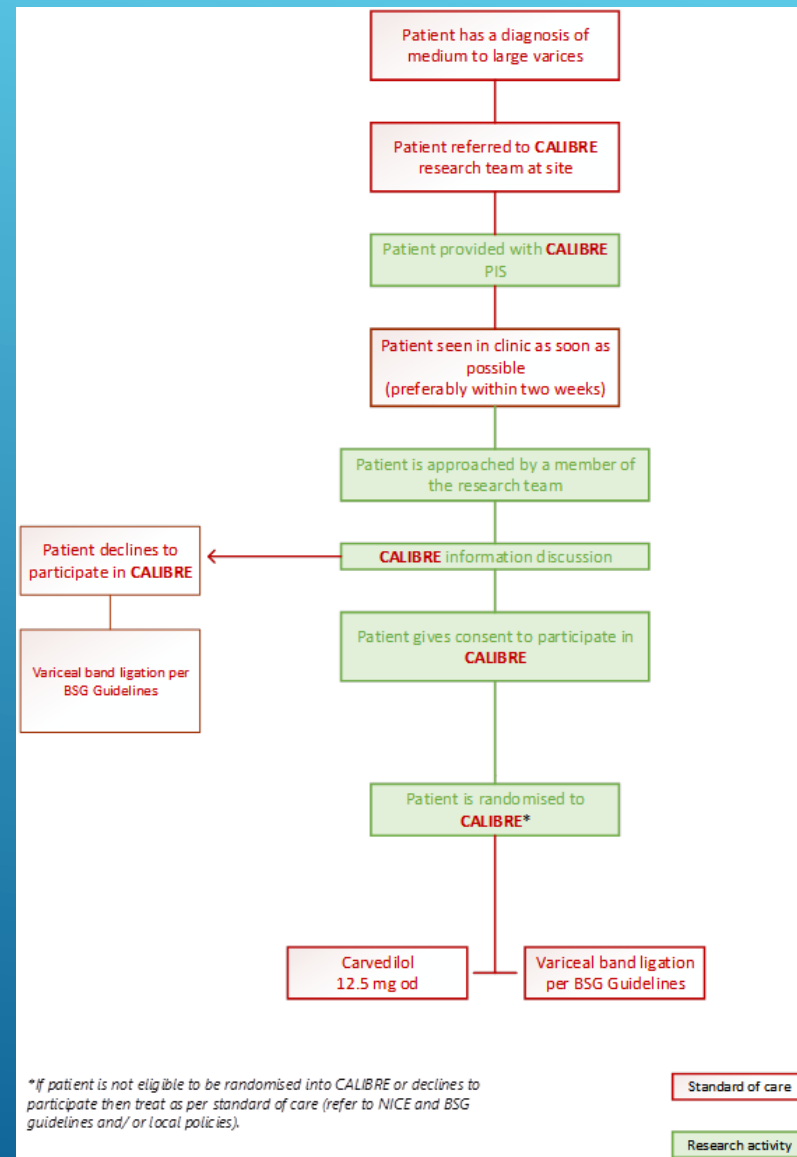 Patient has a diagnosis of
medium to large varices
Patient referred to CALIBRE
research team at site
Patient provided with CALIBRE
PIS
Patient seen in clinic as soon as
possible
(preferably within two weeks)
Patient is approached by a member of
the research team
CALIBRE information discussion
Patient declines to
participate in CALIBRE
Variceal band ligation per
BSG Guidelines
Patient gives consent to participate in
CALIBRE
Patient is randomised to
CALIBRE*
Carvedilol
12.5 mg od
Variceal band ligation
per BSG Guidelines
*If patient is not eligible to be randomised into CALIBRE or declines to
participate then treat as per standard of care (refer to NICE and BSG
guidelines and/ or local policies).
Standard of care
Research activity